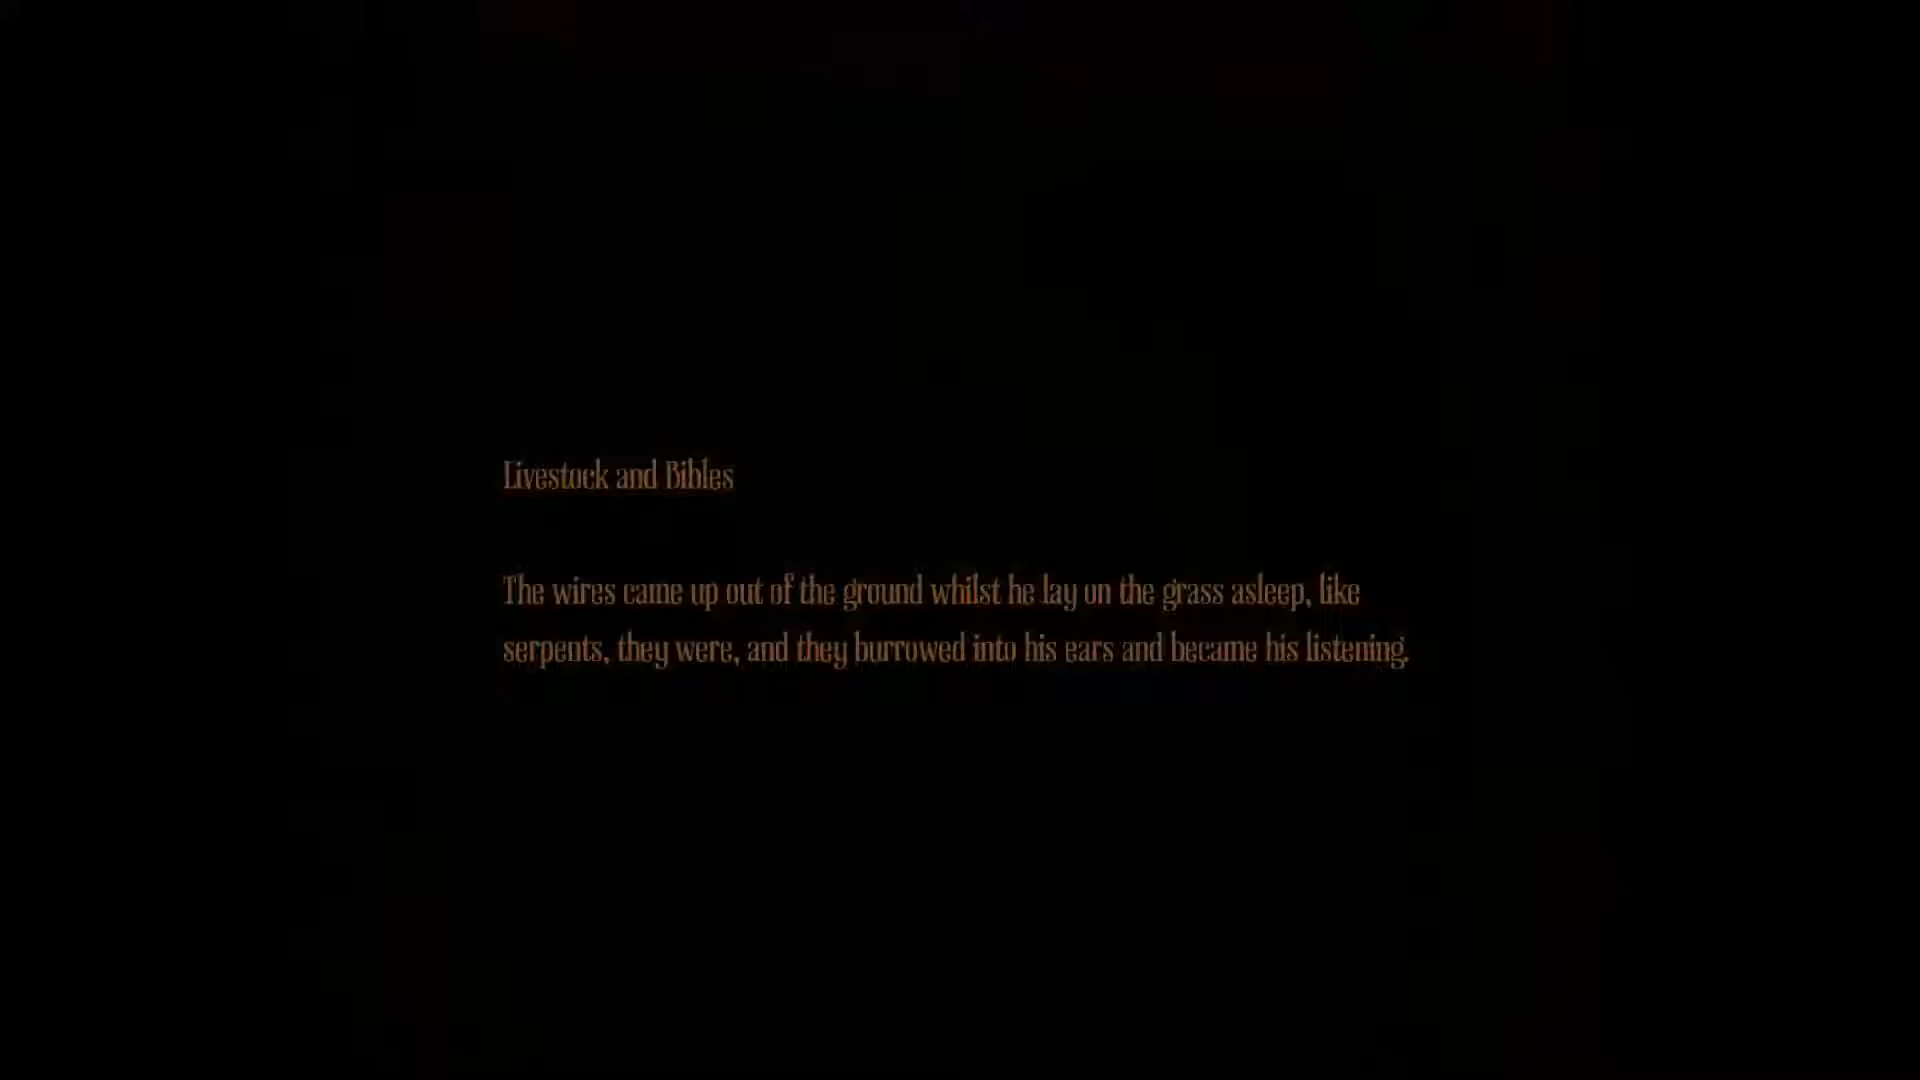 Livestock and Bibles
The wires came up out of the ground whilst he lay on the grass asleep, like
serpents, they were, and they burrowed into his ears and became his listening.